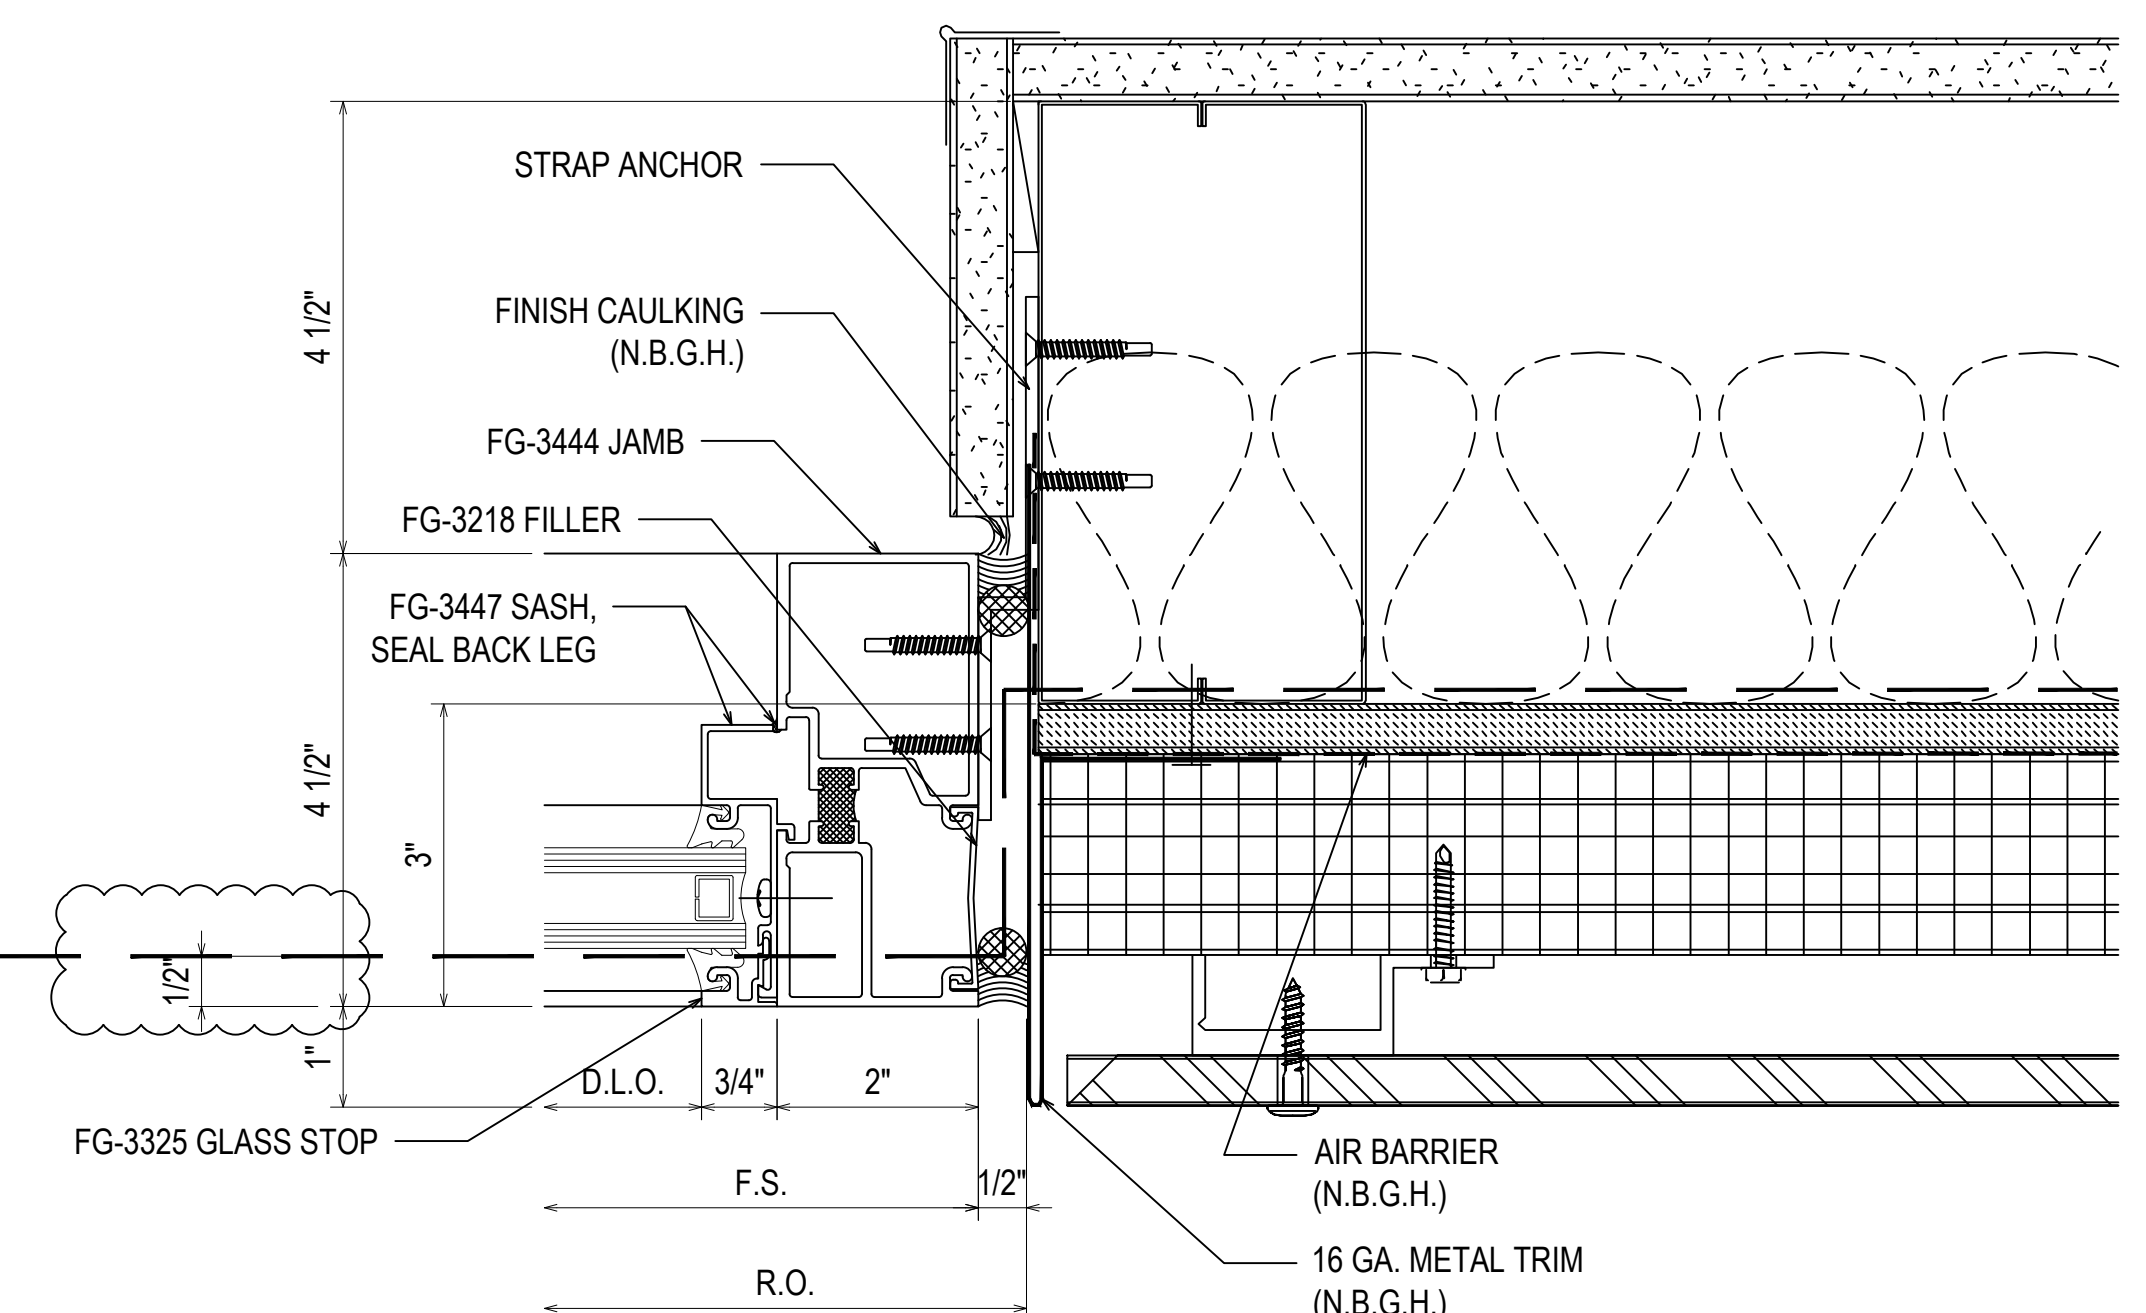 STRAP ANCHOR
FINISH CAULKING
(N.B.G.H.)
4 1/2"
FG-3444 JAMB
FG-3218 FILLER
FG-3447 SASH,
SEAL BACK LEG
4 1/2"
3"
1/2"
1"
D.L.O.
3/4"
2"
FG-3325 GLASS STOP
AIR BARRIER
(N.B.G.H.)
F.S.
1/2"
16 GA. METAL TRIM
(N.B.G.H.)
R.O.